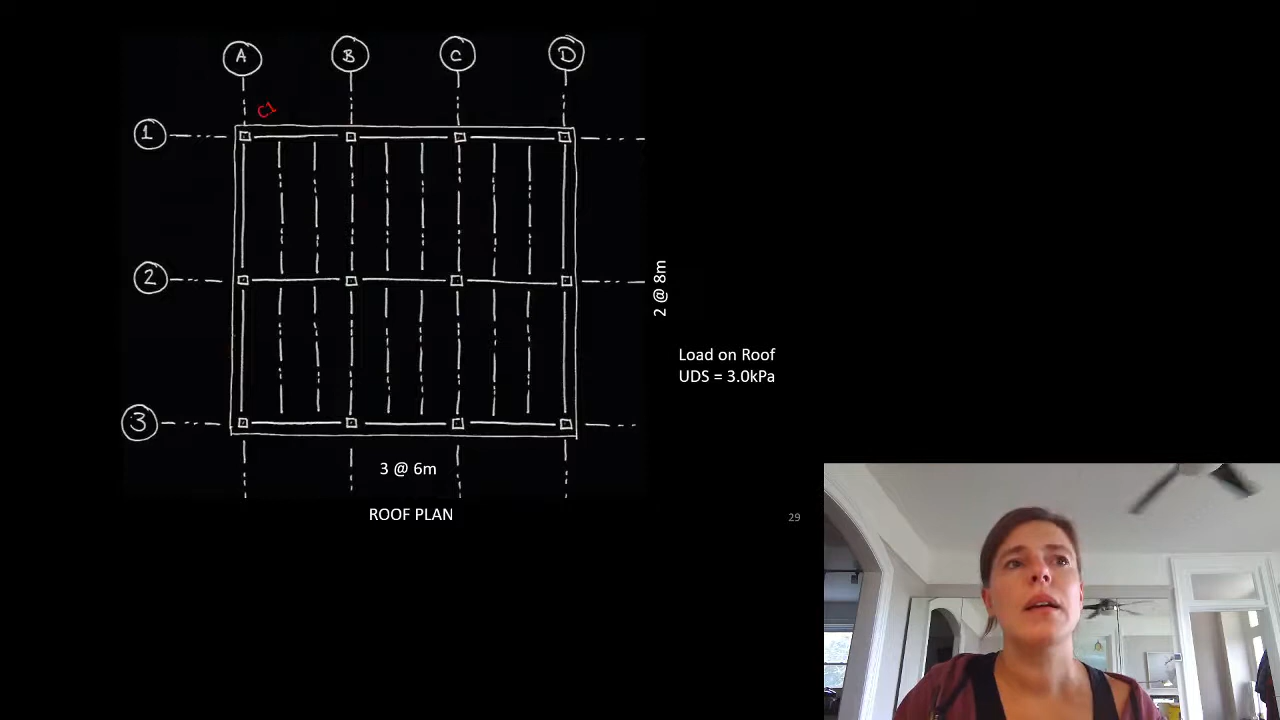 A B C D
C1
1
2
2 @ 8m
Load on Roof
UDS = 3.0kPa
3
3 @ 6m
ROOF PLAN
29